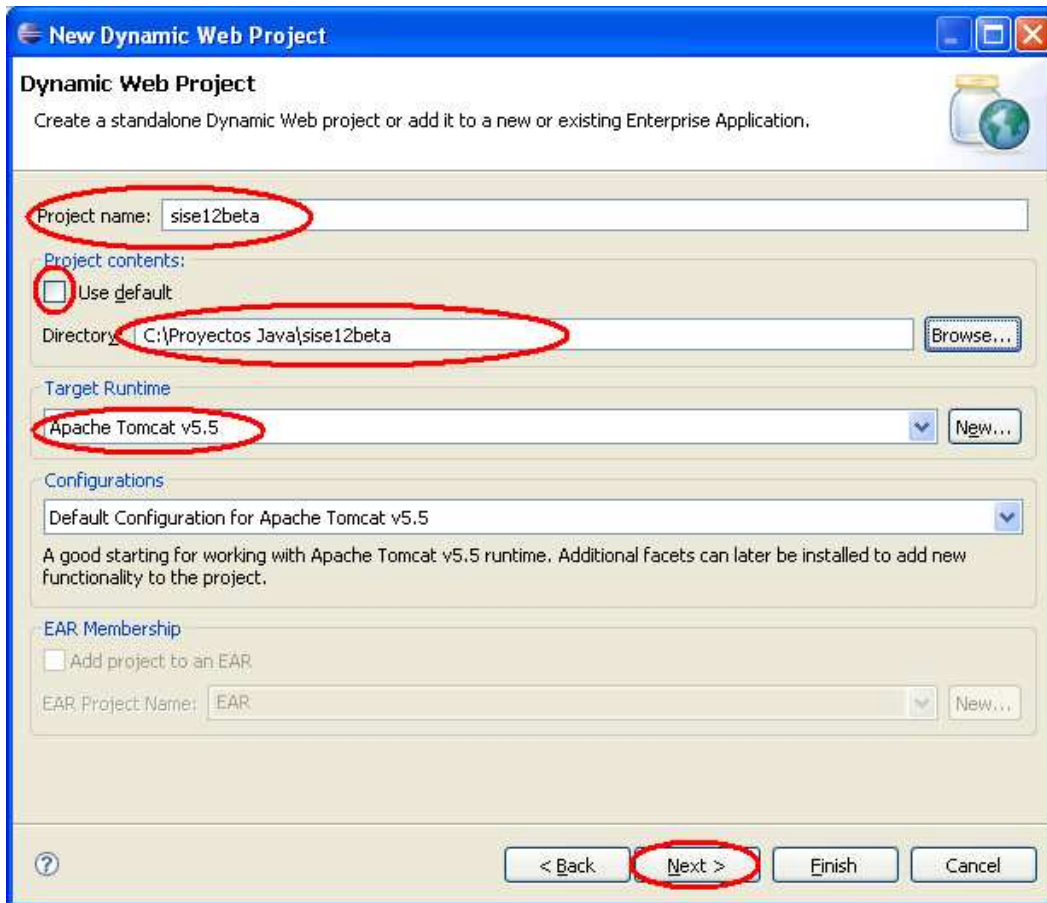 New Dynamic Web Project
Dynamic Web Project
Create a standalone Dynamic Web project or add it to a new or existing Enterprise Application.
Project name: sise12beta
Project contents:
Use default
Directory: C:\Proyectos Java\sise12beta Browse...
Target Runtime
Apache Tomcat v5.5 New...
Configurations
Default Configuration for Apache Tomcat v5.5
A good starting for working with Apache Tomcat v5.5 runtime. Additional facets can later be installed to add new
functionality to the project.
EAR Membership
Add project to an EAR
EAR Project Name: EAR New...
< Back Next > Finish Cancel